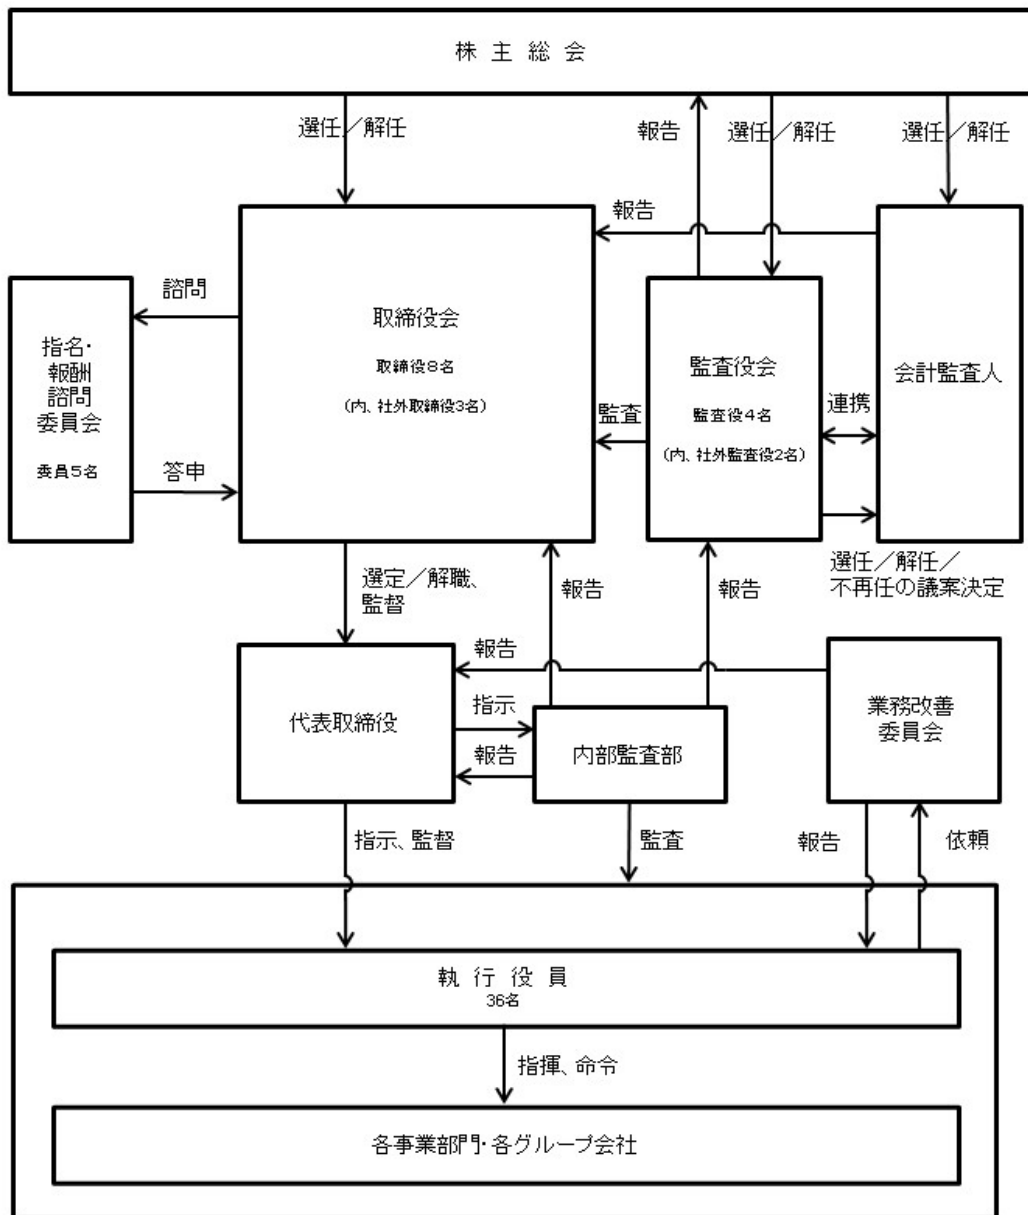 株主総会
選任／解任
報告
選任／解任
選任／解任
報告
諮問
取締役会
取締役8名
(内、社外取締役3名)
指名・
報酬
諮問
委員会
委員5名
答申
監査
監査役会
監査役4名
(内、社外監査役2名)
連携
会計監査人
選任／解任／
不再任の議案決定
選定／解職、
監督
報告
報告
報告
代表取締役
指示
報告
内部監査部
業務改善
委員会
指示、監督
監査
報告
依頼
執行役員
36名
指揮、命令
各事業部門・各グループ会社